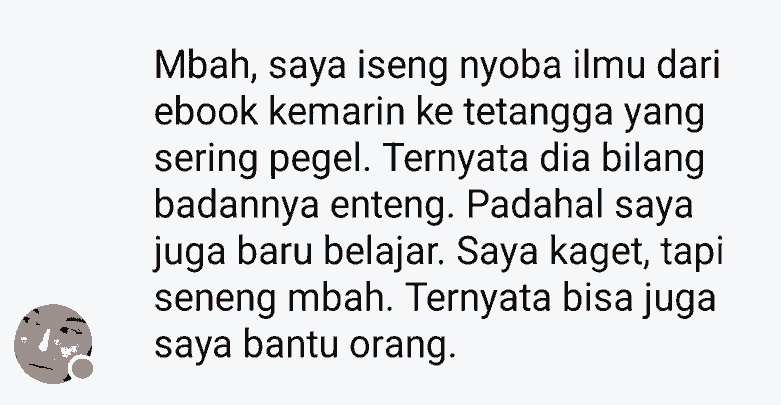 Mbah, saya iseng nyoba ilmu dari
ebook kemarin ke tetangga yang
sering pegel. Ternyata dia bilang
badannya enteng. Padahal saya
juga baru belajar. Saya kaget, tapi
seneng mbah. Ternyata bisa juga
saya bantu orang.